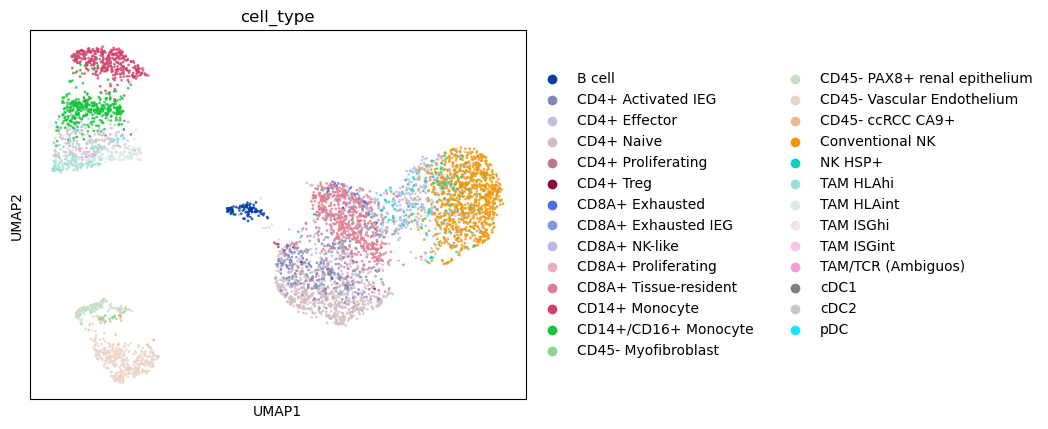 cell_type
UMAP2
UMAP1
B cell
CD4+ Activated IEG
CD4+ Effector
CD4+ Naive
CD4+ Proliferating
CD4+ Treg
CD8A+ Exhausted
CD8A+ Exhausted IEG
CD8A+ NK-like
CD8A+ Proliferating
CD8A+ Tissue-resident
CD14+ Monocyte
CD14+/CD16+ Monocyte
CD45- Myofibroblast
CD45- PAX8+ renal epithelium
CD45- Vascular Endothelium
CD45- ccRCC CA9+
Conventional NK
NK HSP+
TAM HLAhi
TAM HLAint
TAM ISGhi
TAM ISGint
TAM/TCR (Ambiguos)
cDC1
cDC2
pDC